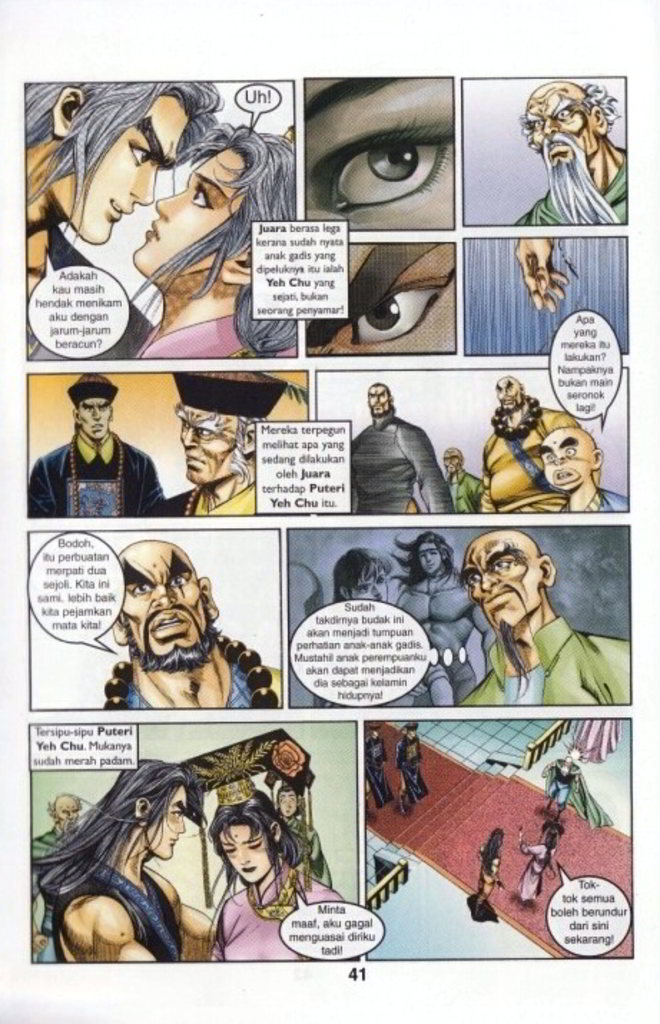 Uh!
Adakah
kau masih
hendak menikam
aku dengan
jarum-jarum
beracun?
Juara berasa lega
kerana sudah nyata
anak gadis yang
dipeluknya itu ialah
Yeh Chu yang
sejati, bukan
seorang penyamar!
Apa
yang
mereka itu
lakukan?
Nampaknya
bukan main
seronok
lagi!
Mereka terpegun
melihat apa yang
sedang dilakukan
oleh Juara
terhadap Puteri
Yeh Chu itu.
Bodoh,
itu perbuatan
merpati dua
sejoli. Kita ini
sami. lebih baik
kita pejamkan
mata kita!
Sudah
takdirnya budak ini
akan menjadi tumpuan
perhatian anak-anak gadis.
Mustahil anak perempuanku
akan dapat menjadikan
dia sebagai kelamin
hidupnya!
Tersipu-sipu Puteri
Yeh Chu. Mukanya
sudah merah padam.
Minta
maaf, aku gagal
menguasai diriku
tadi!
Tok-
tok semua
boleh berundur
dari sini
sekarang!
41